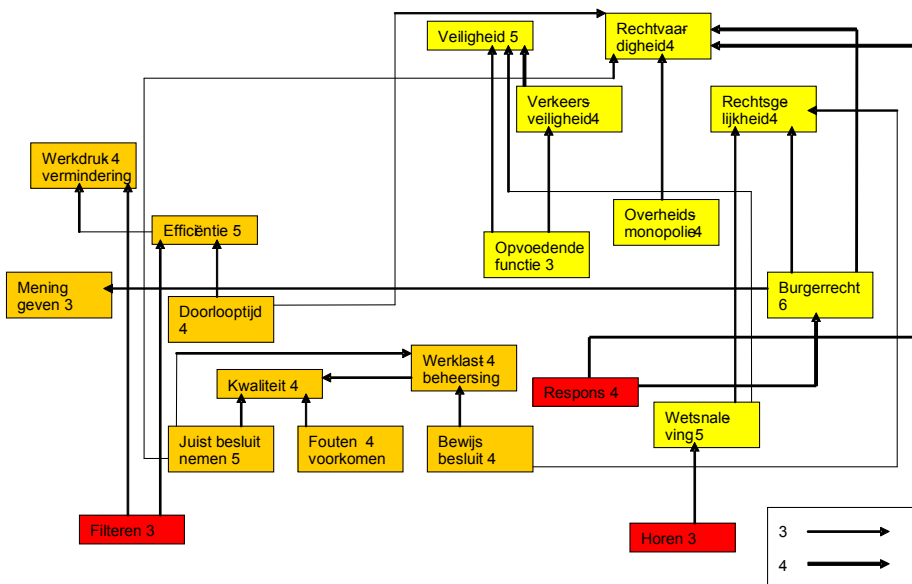 Veiligheid 5
Rechtvaar-
digheid4
Verkeers-
veiligheid4
Rechtsge-
lijkheid4
Werkdruk-4
vermindering
Efficiëntie 5
Overheids-
monopolie4
Opvoedende
functie 3
Mening
geven 3
Burgerrecht
6
Doorlooptijd
4
Werklast-4
beheersing
Kwaliteit 4
Respons 4
Wetsnale-
ving5
Juist besluit
nemen 5
Fouten 4
voorkomen
Bewijs
besluit 4
Filteren 3
Horen 3
3
4